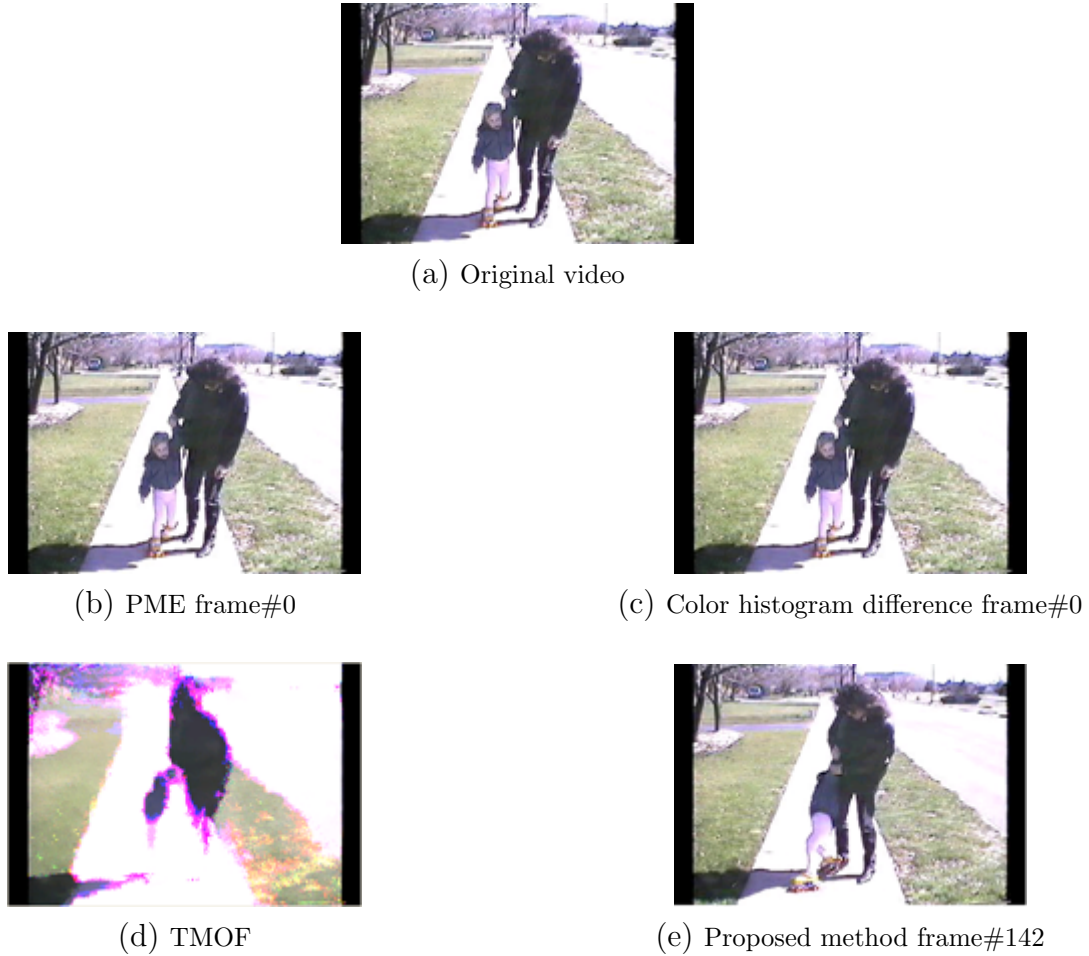 (a) Original video
(b) PME frame#0
(c) Color histogram difference frame#0
(d) TMOF
(e) Proposed method frame#142